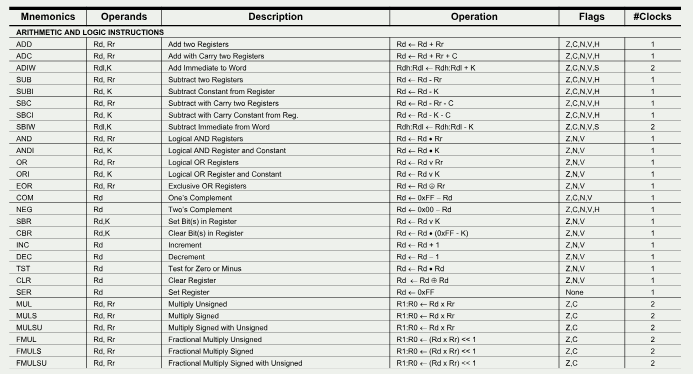 Mnemonics Operands Description Operation Flags #Clocks
ARITHMETIC AND LOGIC INSTRUCTIONS
ADD Rd, Rr Add two Registers Rd ← Rd + Rr Z,C,N,V,H 1
ADC Rd, Rr Add with Carry two Registers Rd ← Rd + Rr + C Z,C,N,V,H 1
ADIW Rdl,K Add Immediate to Word Rdh:Rdl ← Rdh:Rdl + K Z,C,N,V,S 2
SUB Rd, Rr Subtract two Registers Rd ← Rd - Rr Z,C,N,V,H 1
SUBI Rd, K Subtract Constant from Register Rd ← Rd - K Z,C,N,V,H 1
SBC Rd, Rr Subtract with Carry two Registers Rd ← Rd - Rr - C Z,C,N,V,H 1
SBCI Rd, K Subtract with Carry Constant from Reg. Rd ← Rd - K - C Z,C,N,V,H 1
SBIW Rdl,K Subtract Immediate from Word Rdh:Rdl ← Rdh:Rdl - K Z,C,N,V,S 2
AND Rd, Rr Logical AND Registers Rd ← Rd • Rr Z,N,V 1
ANDI Rd, K Logical AND Register and Constant Rd ← Rd • K Z,N,V 1
OR Rd, Rr Logical OR Registers Rd ← Rd v Rr Z,N,V 1
ORI Rd, K Logical OR Register and Constant Rd ← Rd v K Z,N,V 1
EOR Rd, Rr Exclusive OR Registers Rd ← Rd ⊕ Rr Z,N,V 1
COM Rd One's Complement Rd ← 0xFF − Rd Z,C,N,V 1
NEG Rd Two's Complement Rd ← 0x00 − Rd Z,C,N,V,H 1
SBR Rd,K Set Bit(s) in Register Rd ← Rd v K Z,N,V 1
CBR Rd,K Clear Bit(s) in Register Rd ← Rd • (0xFF - K) Z,N,V 1
INC Rd Increment Rd ← Rd + 1 Z,N,V 1
DEC Rd Decrement Rd ← Rd − 1 Z,N,V 1
TST Rd Test for Zero or Minus Rd ← Rd • Rd Z,N,V 1
CLR Rd Clear Register Rd ← Rd ⊕ Rd Z,N,V 1
SER Rd Set Register Rd ← 0xFF None 1
MUL Rd, Rr Multiply Unsigned R1:R0 ← Rd x Rr Z,C 2
MULS Rd, Rr Multiply Signed R1:R0 ← Rd x Rr Z,C 2
MULSU Rd, Rr Multiply Signed with Unsigned R1:R0 ← Rd x Rr Z,C 2
FMUL Rd, Rr Fractional Multiply Unsigned R1:R0 ← (Rd x Rr) << 1 Z,C 2
FMULS Rd, Rr Fractional Multiply Signed R1:R0 ← (Rd x Rr) << 1 Z,C 2
FMULSU Rd, Rr Fractional Multiply Signed with Unsigned R1:R0 ← (Rd x Rr) << 1 Z,C 2